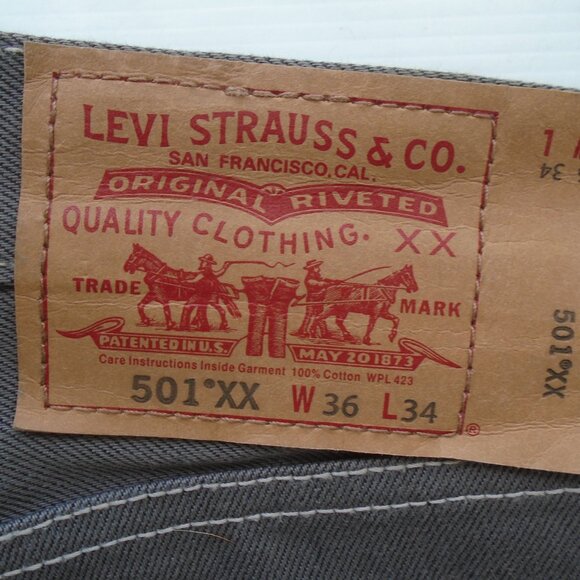 LEVI STRAUSS & CO.
SAN FRANCISCO, CAL.
ORIGINAL RIVETED
QUALITY CLOTHING. XX
TRADE MARK
PATENTED IN U.S. MAY 20 1873
Care Instructions Inside Garment 100% Cotton WPL 423
501°XX W 36 L 34 ®
L
34
501°XX